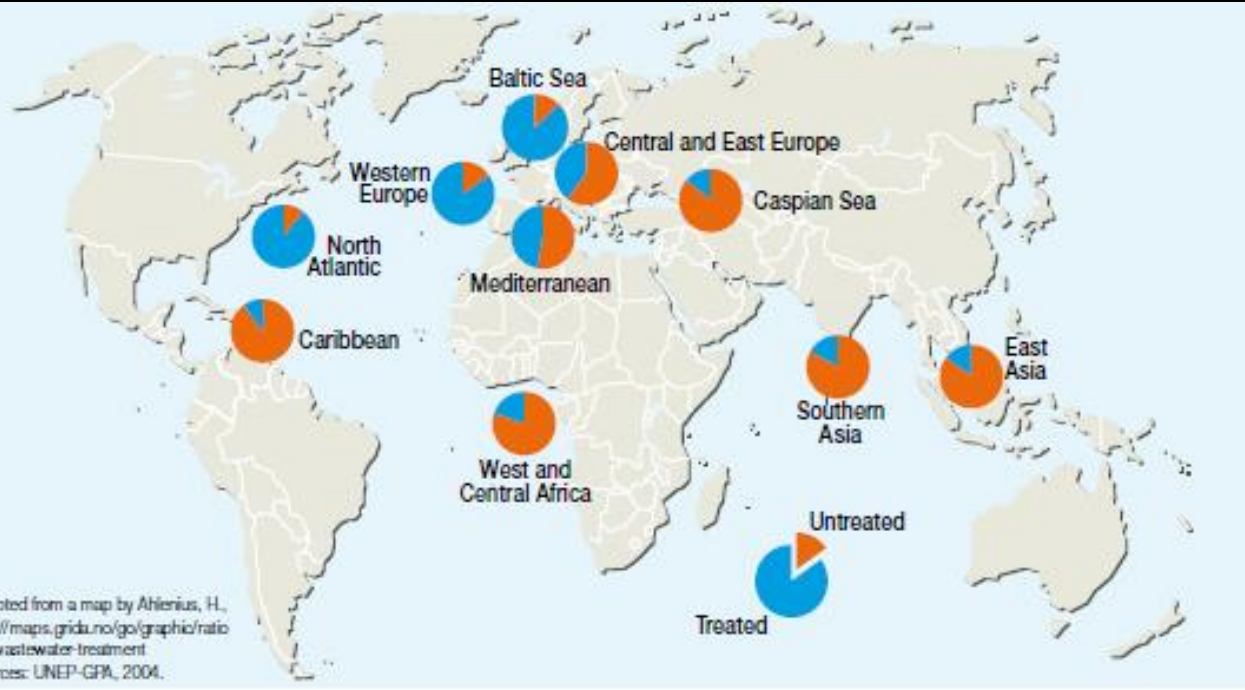 Baltic Sea
Central and East Europe
Western
Europe
Caspian Sea
North
Atlantic
Mediterranean
Caribbean
East
Asia
Southern
Asia
West and
Central Africa
Untreated
Treated
oted from a map by Ahlenius, H.,
://maps.grida.no/go/graphic/ratio
wastewater-treatment
rces: UNEP-GPA, 2004.